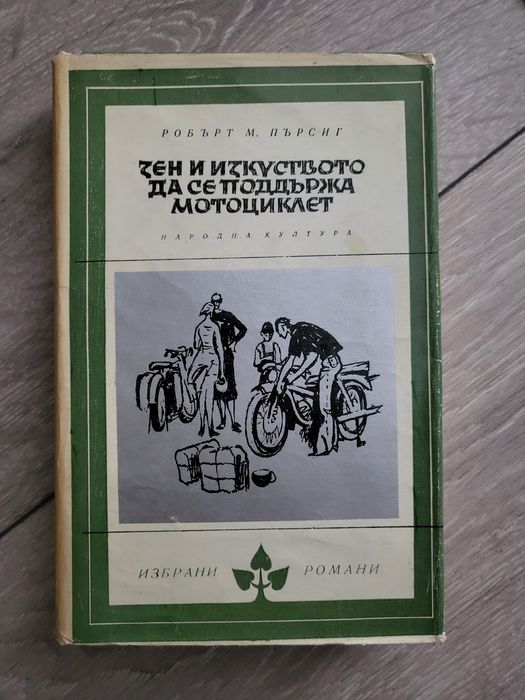 РОБЪРТ М. ПЪРСИГ
ЗЕН И ИЗКУСТВОТО
ДА СЕ ПОДДЪРЖА
МОТОЦИКЛЕТ
НАРОДНА КУЛТУРА
ИЗБРАНИ РОМАНИ